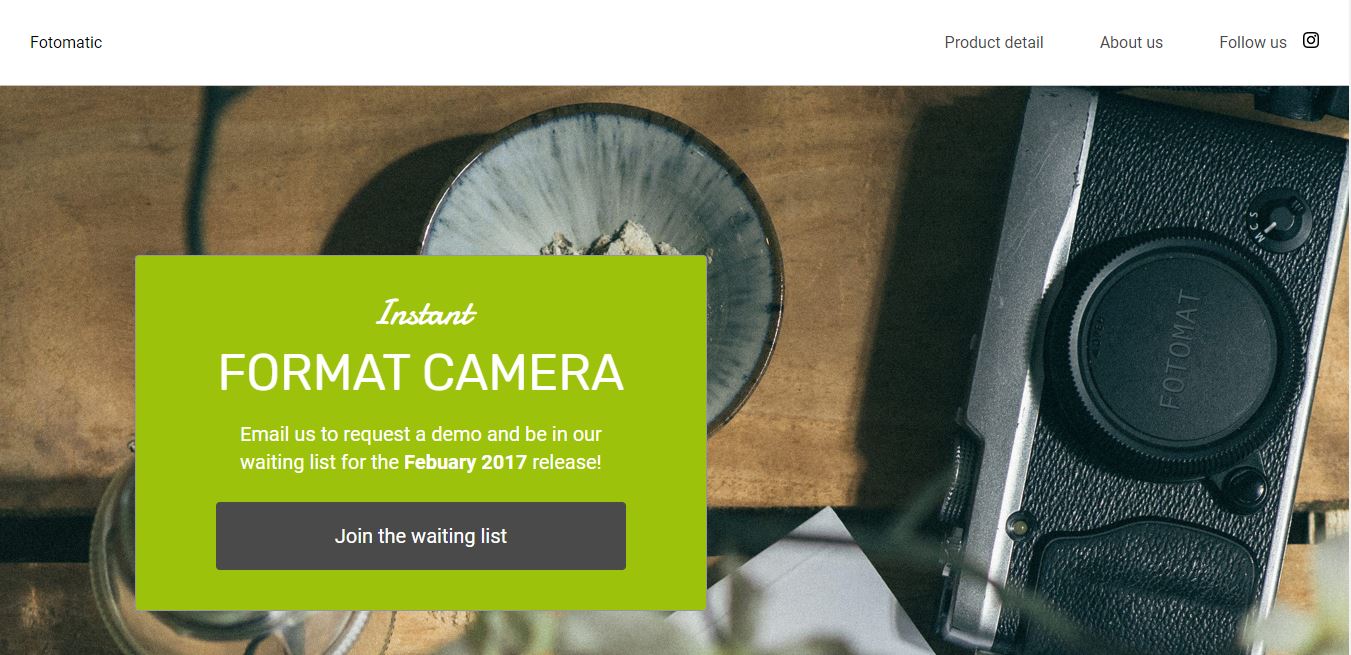 Fotomatic
Product detail
About us
Follow us
Instant
FORMAT CAMERA
Email us to request a demo and be in our
waiting list for the Febuary 2017 release!
Join the waiting list
FOTOMAT
S
C
M